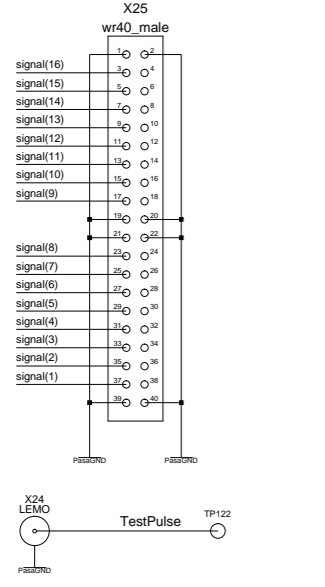 X25
wr40_male
1 2
signal(16) 3 4
signal(15) 5 6
signal(14) 7 8
signal(13) 9 10
signal(12) 11 12
signal(11) 13 14
signal(10) 15 16
signal(9) 17 18
19 20
21 22
signal(8) 23 24
signal(7) 25 26
signal(6) 27 28
signal(5) 29 30
signal(4) 31 32
signal(3) 33 34
signal(2) 35 36
signal(1) 37 38
39 40
PasaGND PasaGND
X24
LEMO
TestPulse TP122
PasaGND